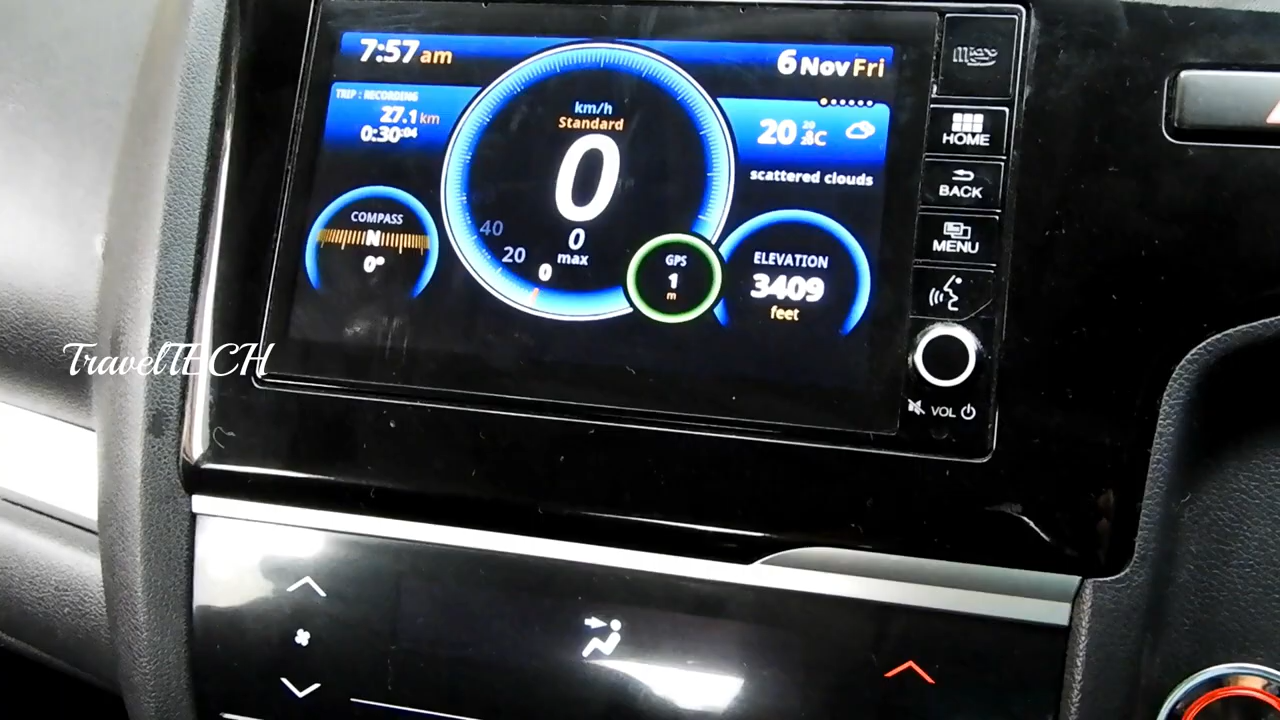 7:57 am
6 Nov Fri
TRIP : RECORDING
27.1 km
0:30:04
km/h
Standard
0
40
20
0
0
max
20 °C
scattered clouds
COMPASS
N
0°
GPS
1
m
ELEVATION
3409
feet
HOME
BACK
MENU
VOL
TravelTECH